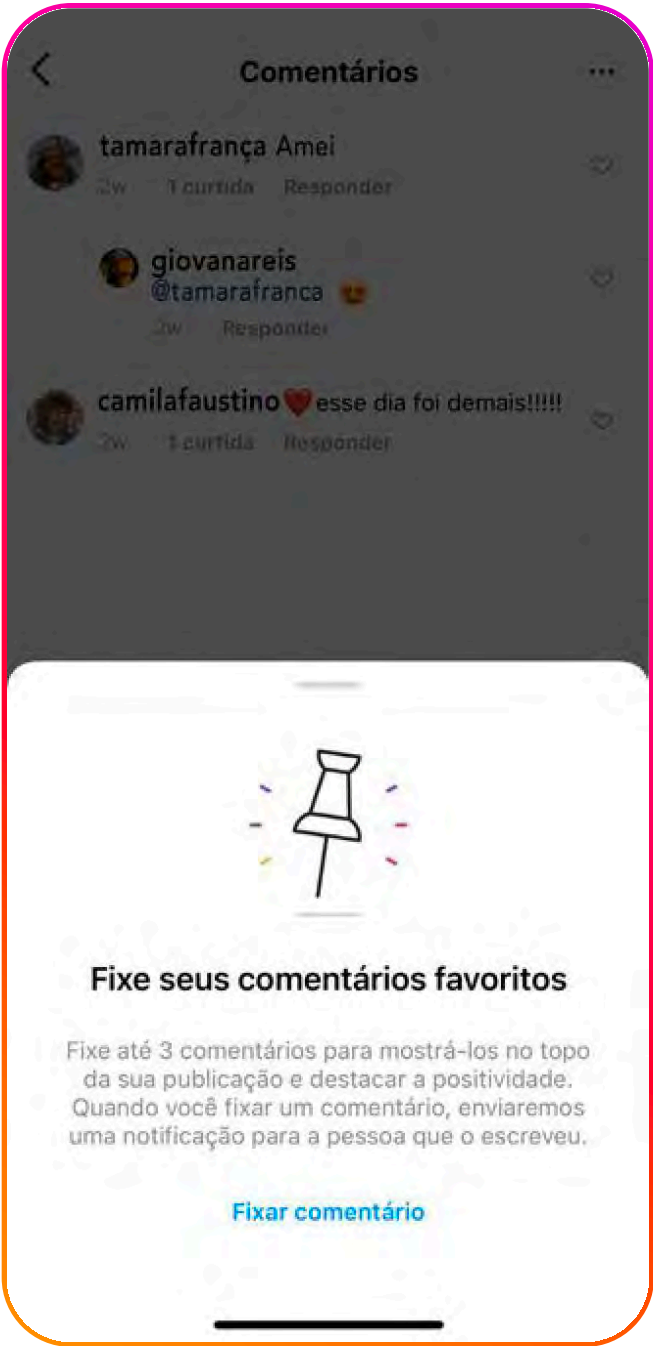 Comentários
tamarafrança Amei
2w 1 curtida Responder
giovanareis
@tamarafranca 😍
2w Responder
camilafaustino❤️esse dia foi demais!!!!!
2w 1 curtida Responder
Fixe seus comentários favoritos
Fixe até 3 comentários para mostrá-los no topo
da sua publicação e destacar a positividade.
Quando você fixar um comentário, enviaremos
uma notificação para a pessoa que o escreveu.
Fixar comentário